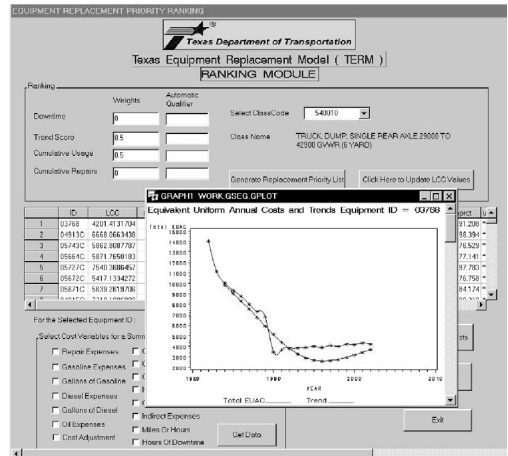 EQUIPMENT REPLACEMENT PRIORITY RANKING
Texas Department of Transportation
Texas Equipment Replacement Model ( TERM )
RANKING MODULE
Ranking
Weights
Automatic Qualifier
Downtime 0
Select ClassCode 540010
Trend Score 0.5
Class Name TRUCK, DUMP, SINGLE REAR AXLE, 29000 TO 42900 GVWR (6 YARD)
Cumulative Usage 0.5
Cumulative Repairs 0
Generate Replacement Priority List
Click Here to Update LCC Values
GRAPH1 WORK.GSEG.GPLOT
Equivalent Uniform Annual Costs and Trends Equipment ID = 03768
Total EUAC
15000
14000
13000
12000
11000
10000
9000
8000
7000
6000
5000
4000
3000
2000
1980 1990 2000 2010
YEAR
Total EUAC Trend
ID LCC
1 03768 4201.4131704
2 04913C 6668.0663438
3 05743C 5862.8087787
4 05664C 5871.7650183
5 05727C 7540.3686457
6 05672C 5417.1334272
7 05671C 5639.2619706
For the Selected Equipment ID :
Select Cost Variables for a Summ
Repair Expenses
Gasoline Expenses
Gallons of Gasoline
Diesel Expenses
Gallons of Diesel
Oil Expenses
Cost Adjustment
Indirect Expenses
Miles Or Hours
Hours Of Downtime
Get Data
Exit